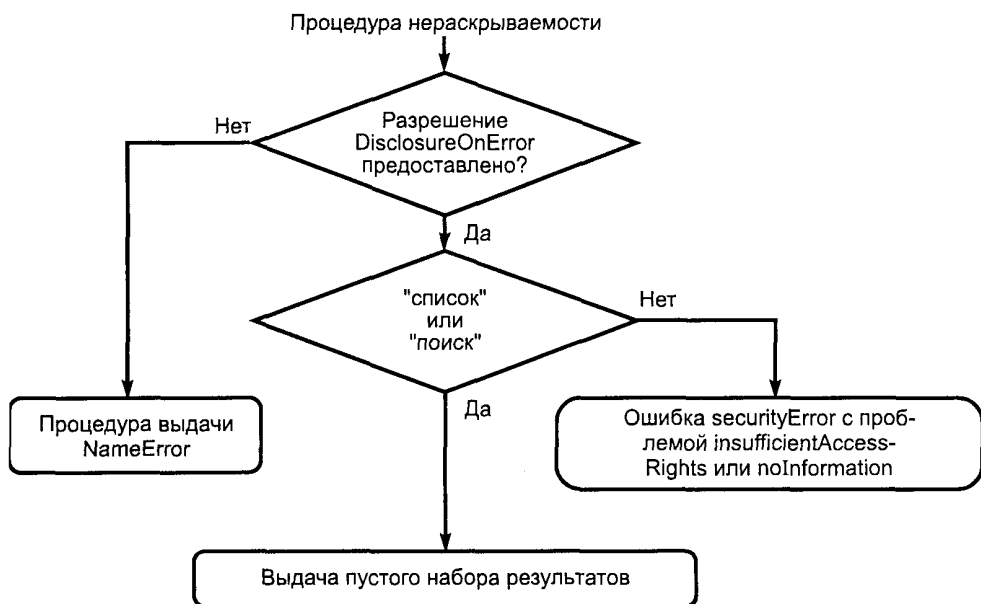 Процедура нераскрываемости
Нет
Разрешение
DisclosureOnError
предоставлено?
Да
"список"
или
"поиск"
Нет
Процедура выдачи
NameError
Да
Ошибка securityError с проб-
лемой insufficientAccess-
Rights или noInformation
Выдача пустого набора результатов